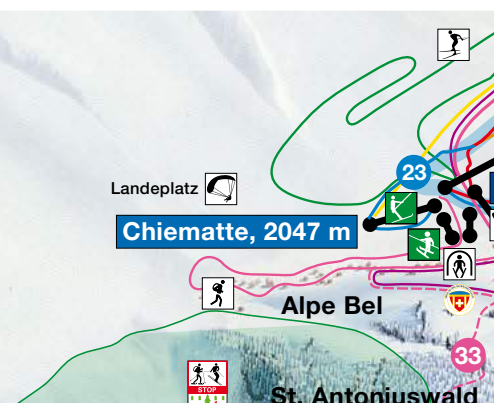 23
Landeplatz
Chiematte, 2047 m
Alpe Bel
33
STOP
St. Antoniuswald